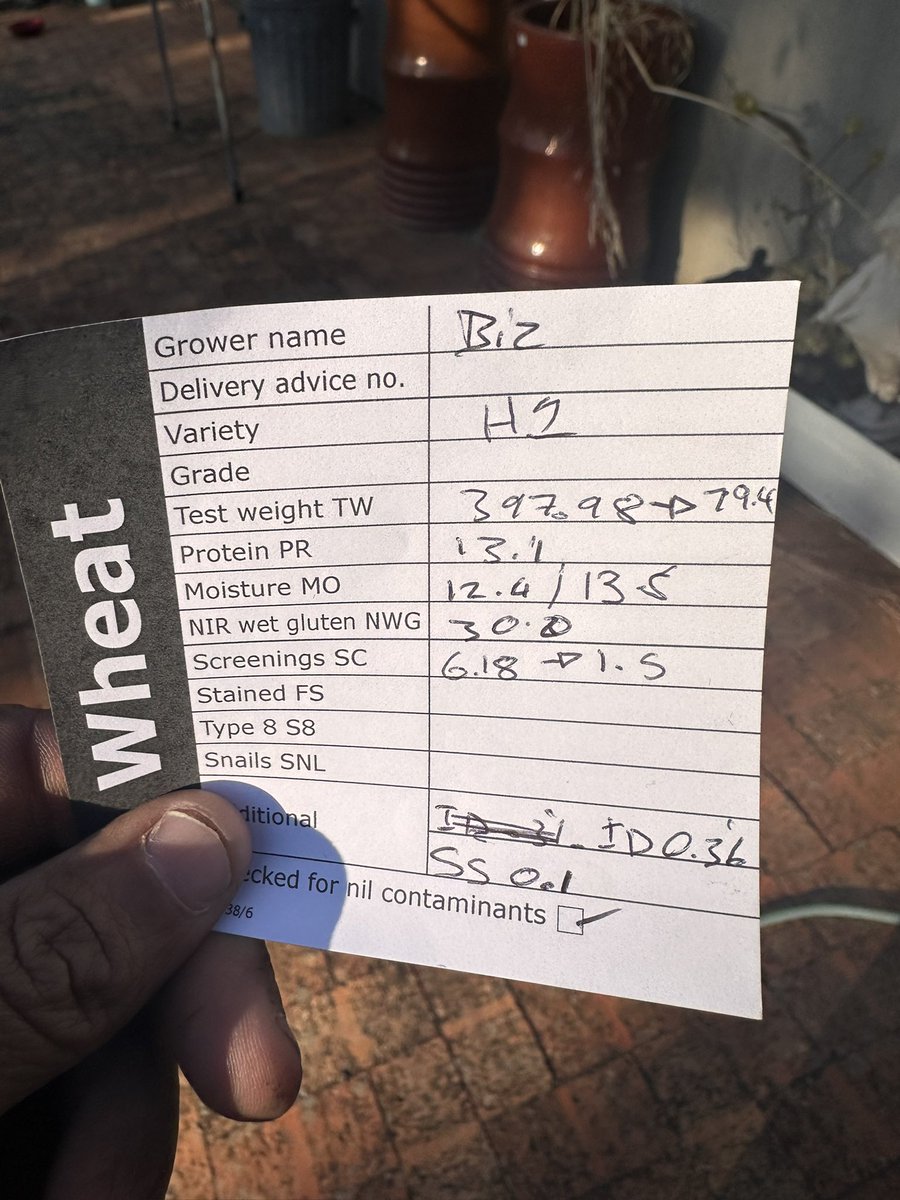 Wheat
Grower name Biz
Delivery advice no.
Variety H2
Grade
Test weight TW 397.98 → 79.4
Protein PR 13.1
Moisture MO 12.4 / 13.5
NIR wet gluten NWG 30.0
Screenings SC 6.18 → 1.5
Stained FS
Type 8 S8
Snails SNL
ditional ID 0.36
SS 0.1
ecked for nil contaminants
38/6